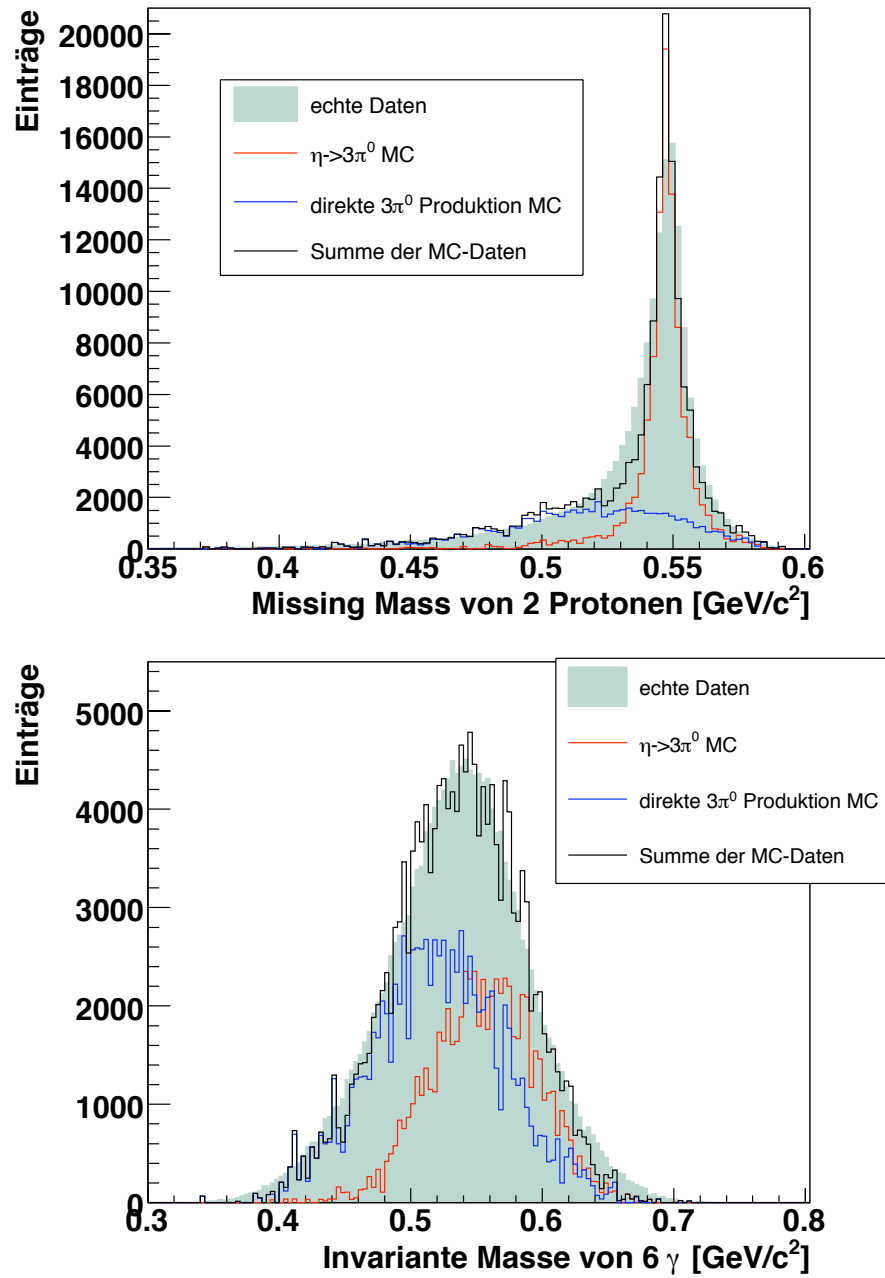 Einträge
20000
18000
16000
14000
12000
10000
8000
6000
4000
2000
0
echte Daten
η->3π⁰ MC
direkte 3π⁰ Produktion MC
Summe der MC-Daten
0.35 0.4 0.45 0.5 0.55 0.6
Missing Mass von 2 Protonen [GeV/c²]
Einträge
5000
4000
3000
2000
1000
0
echte Daten
η->3π⁰ MC
direkte 3π⁰ Produktion MC
Summe der MC-Daten
0.3 0.4 0.5 0.6 0.7 0.8
Invariante Masse von 6 γ [GeV/c²]